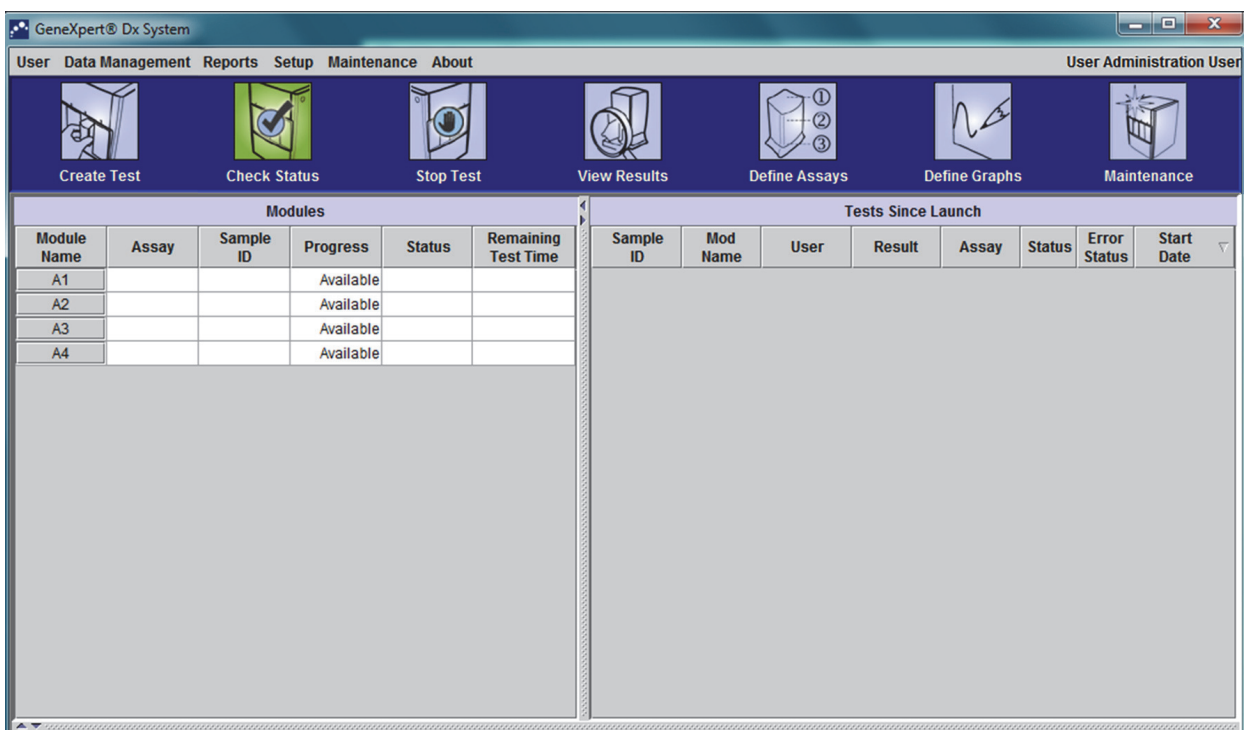 GeneXpert® Dx System
User Data Management Reports Setup Maintenance About User Administration User
Create Test Check Status Stop Test View Results Define Assays Define Graphs Maintenance
① ② ③
Modules
Module Name Assay Sample ID Progress Status Remaining Test Time
A1 Available
A2 Available
A3 Available
A4 Available
Tests Since Launch
Sample ID Mod Name User Result Assay Status Error Status Start Date